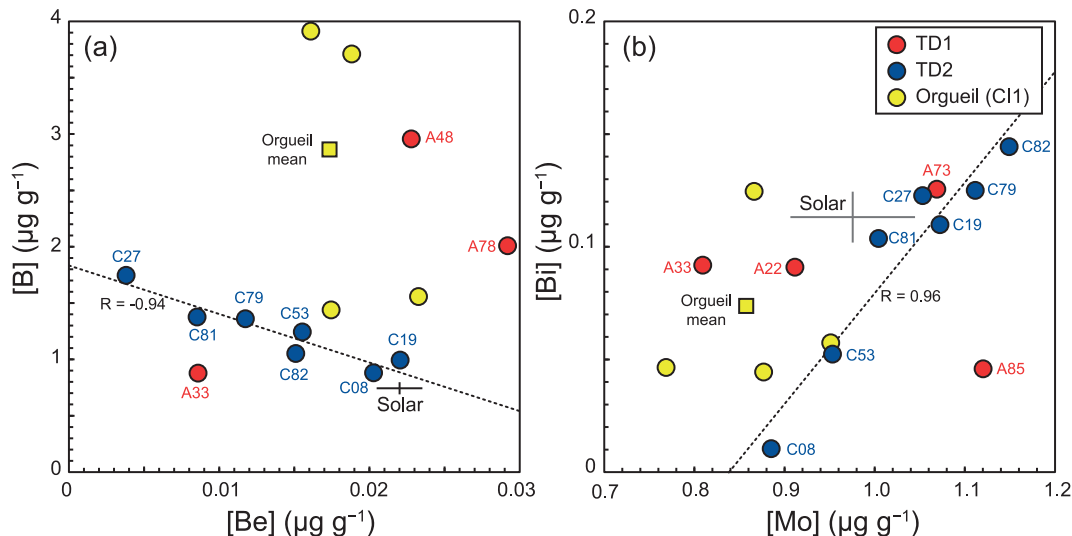 (a)
4
3
2
1
0
[B] (µg g⁻¹)
Orgueil
mean
A48
A78
C27
R = -0.94
C81
C79
C53
C82
C19
C08
A33
Solar
0
0.01
0.02
0.03
[Be] (µg g⁻¹)
(b)
0.2
0.1
0
[Bi] (µg g⁻¹)
TD1
TD2
Orgueil (CI1)
C82
A73
C27
C79
Solar
C81
C19
A33
A22
R = 0.96
Orgueil
mean
C53
A85
C08
0.7
0.8
0.9
1.0
1.1
1.2
[Mo] (µg g⁻¹)